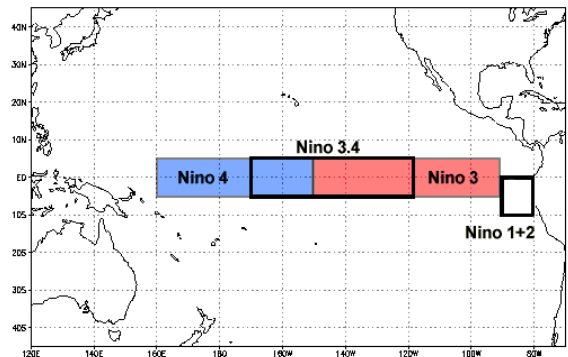 40N
30N
20N
10N
Nino 3.4
EQ
Nino 4
Nino 3
10S
Nino 1+2
20S
30S
40S
120E
140E
160E
180
160W
140W
120W
100W
80W